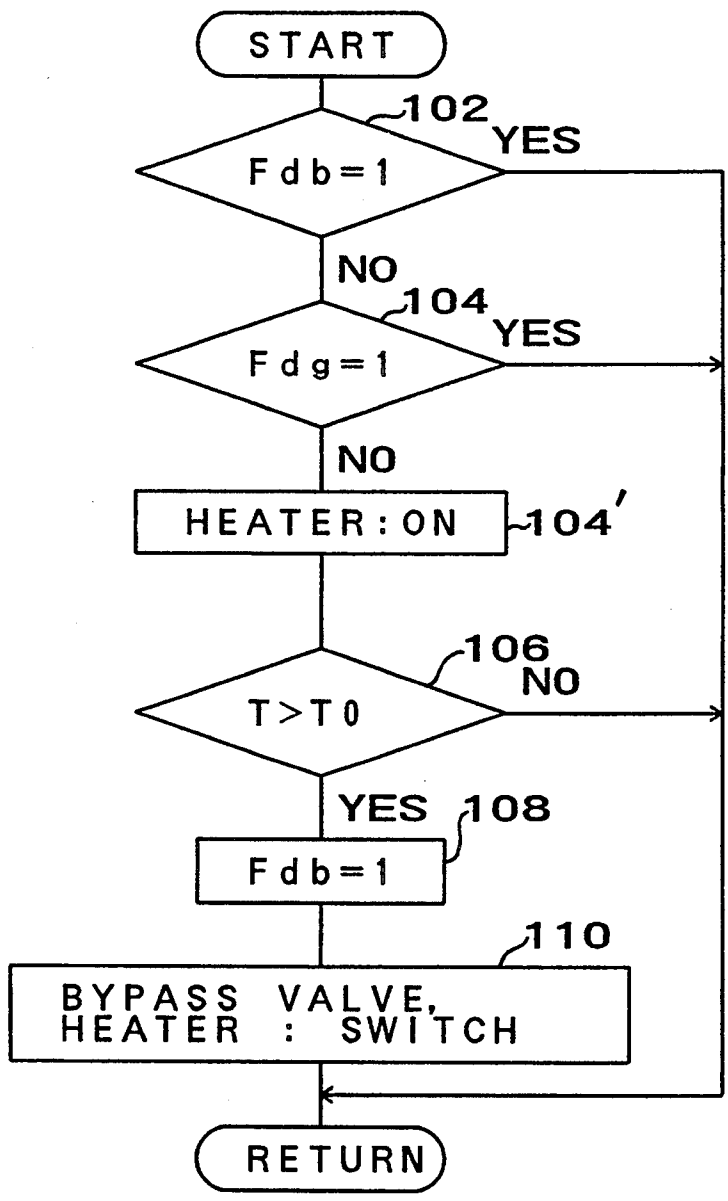 START
102
YES
Fdb=1
NO
104
YES
Fdg=1
NO
HEATER:ON
104'
106
NO
T>T0
YES
108
Fdb=1
110
BYPASS VALVE,
HEATER : SWITCH
RETURN